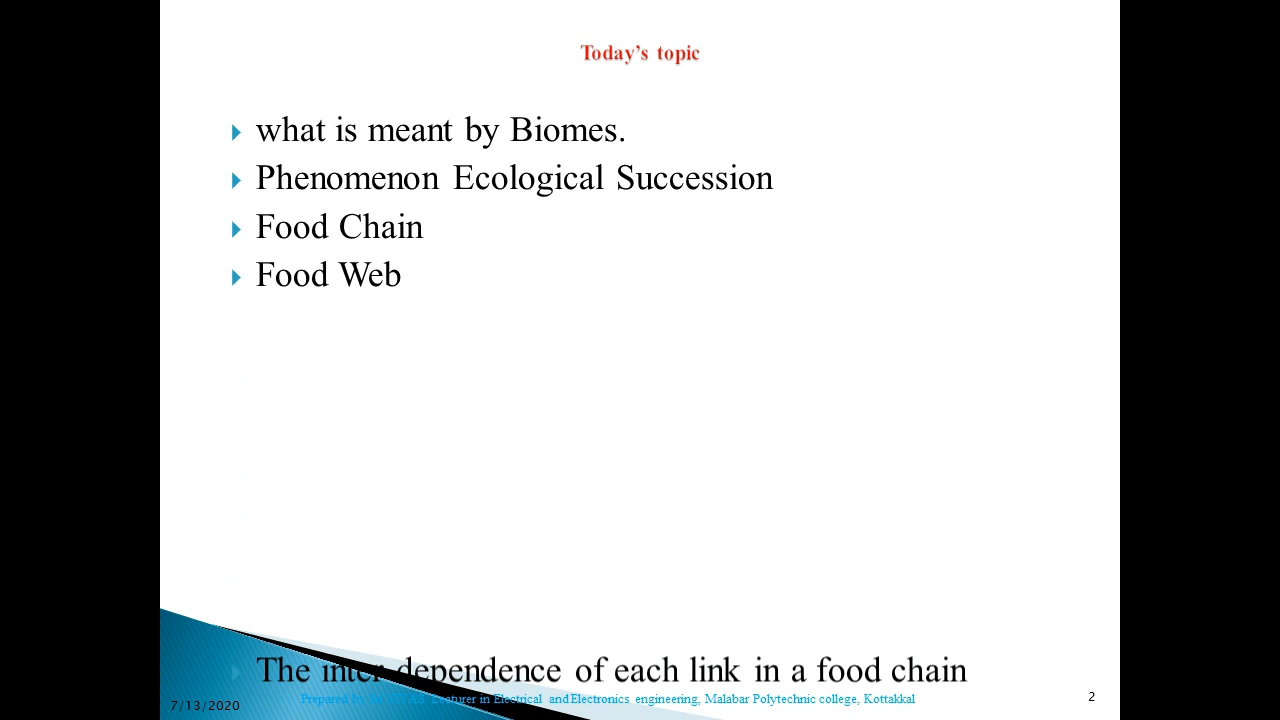 Today's topic
what is meant by Biomes.
Phenomenon Ecological Succession
Food Chain
Food Web
The inter dependence of each link in a food chain
Prepared Lecturer in Electrical and Electronics engineering, Malabar Polytechnic college, Kottakkal
7/13/2020
2